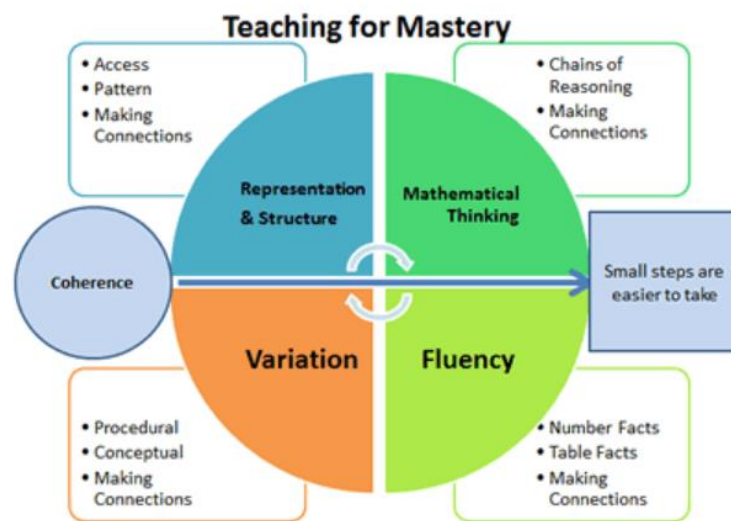 Teaching for Mastery
• Access
• Pattern
• Making
Connections
• Chains of
Reasoning
• Making
Connections
Representation
& Structure
Mathematical
Thinking
Coherence
Small steps are
easier to take
Variation
Fluency
• Procedural
• Conceptual
• Making
Connections
• Number Facts
• Table Facts
• Making
Connections